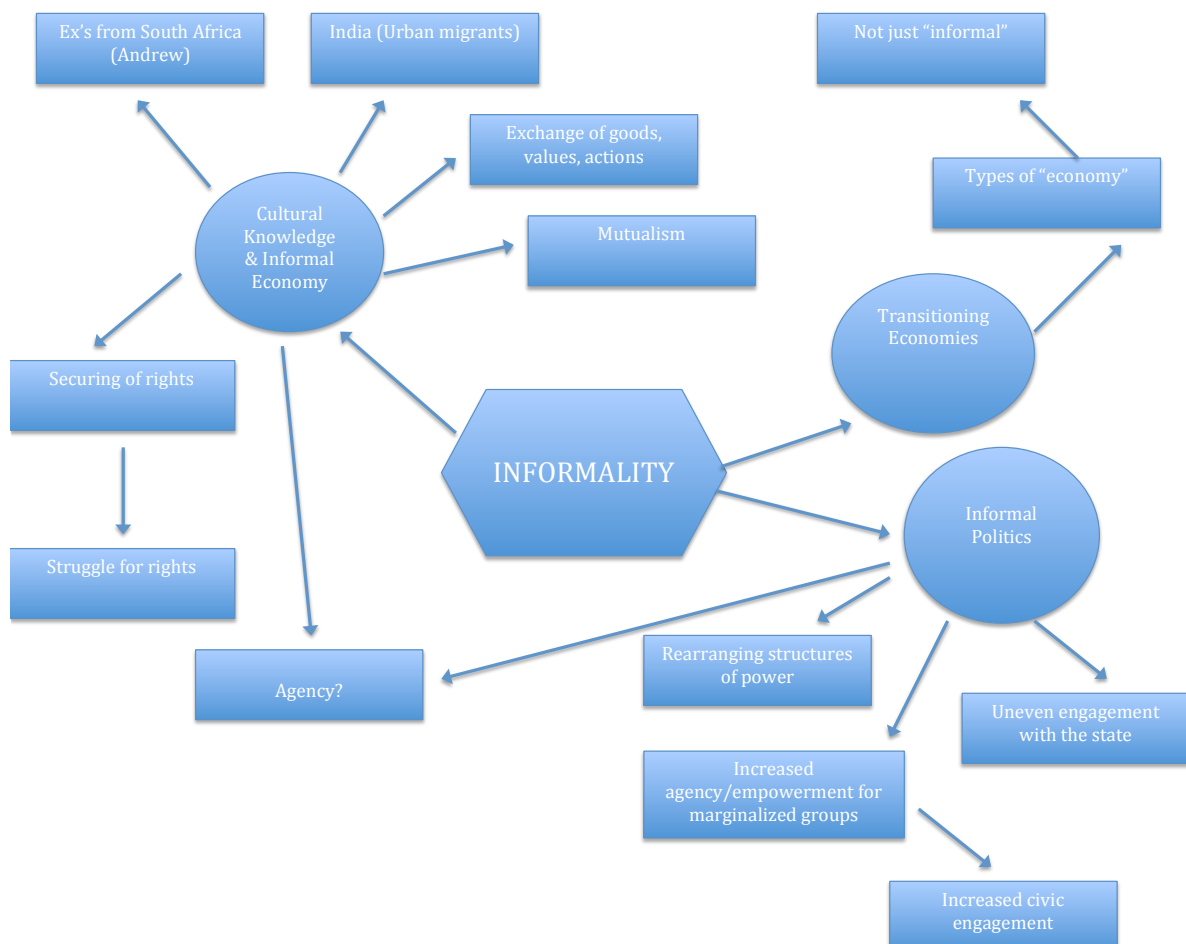 Ex's from South Africa
(Andrew)
India (Urban migrants)
Not just “informal”
Exchange of goods,
values, actions
Types of “economy”
Cultural
Knowledge
& Informal
Economy
Mutualism
Transitioning
Economies
Securing of rights
INFORMALITY
Informal
Politics
Struggle for rights
Agency?
Rearranging structures
of power
Uneven engagement
with the state
Increased
agency/empowerment for
marginalized groups
Increased civic
engagement